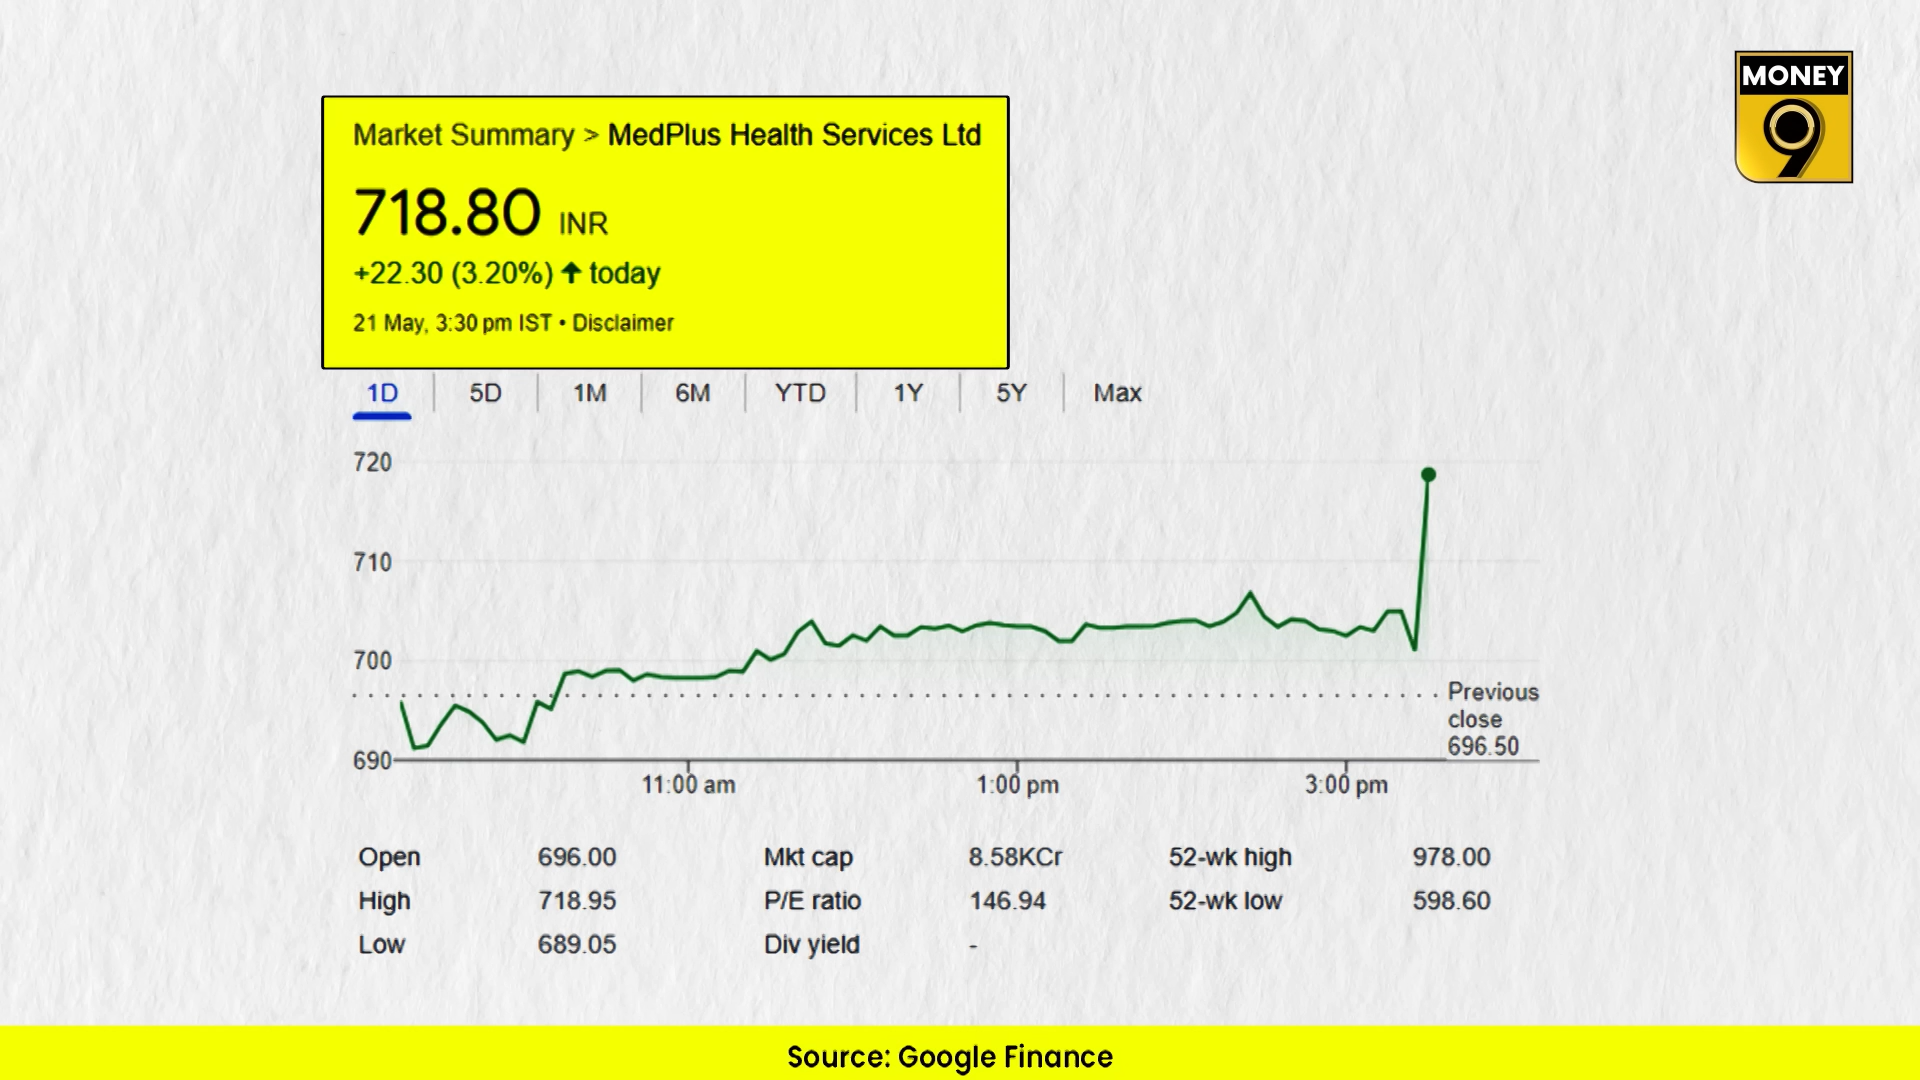 MONEY
9
Market Summary > MedPlus Health Services Ltd
718.80 INR
+22.30 (3.20%) ↑ today
21 May, 3:30 pm IST • Disclaimer
1D 5D 1M 6M YTD 1Y 5Y Max
720
710
700
690
Previous
close
696.50
11:00 am 1:00 pm 3:00 pm
Open 696.00 Mkt cap 8.58KCr 52-wk high 978.00
High 718.95 P/E ratio 146.94 52-wk low 598.60
Low 689.05 Div yield -
Source: Google Finance